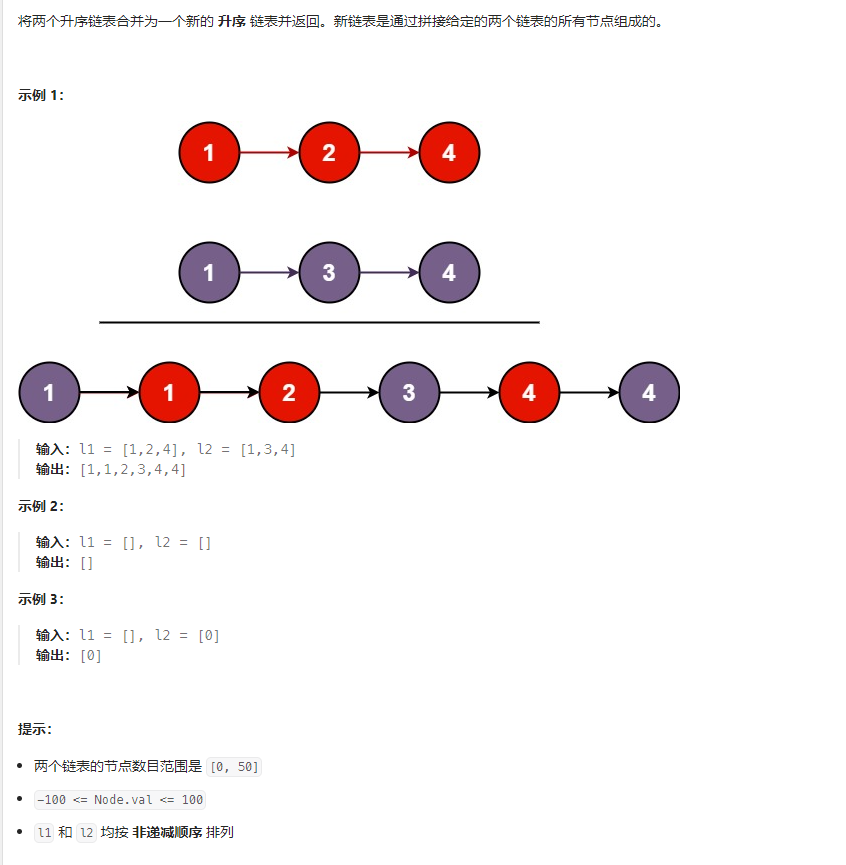 将两个升序链表合并为一个新的 升序 链表并返回。新链表是通过拼接给定的两个链表的所有节点组成的。
示例 1：
1 2 4
1 3 4
1 1 2 3 4 4
输入：l1 = [1,2,4], l2 = [1,3,4]
输出：[1,1,2,3,4,4]
示例 2：
输入：l1 = [], l2 = []
输出：[]
示例 3：
输入：l1 = [], l2 = [0]
输出：[0]
提示：
• 两个链表的节点数目范围是 [0, 50]
• -100 <= Node.val <= 100
• l1 和 l2 均按 非递减顺序 排列